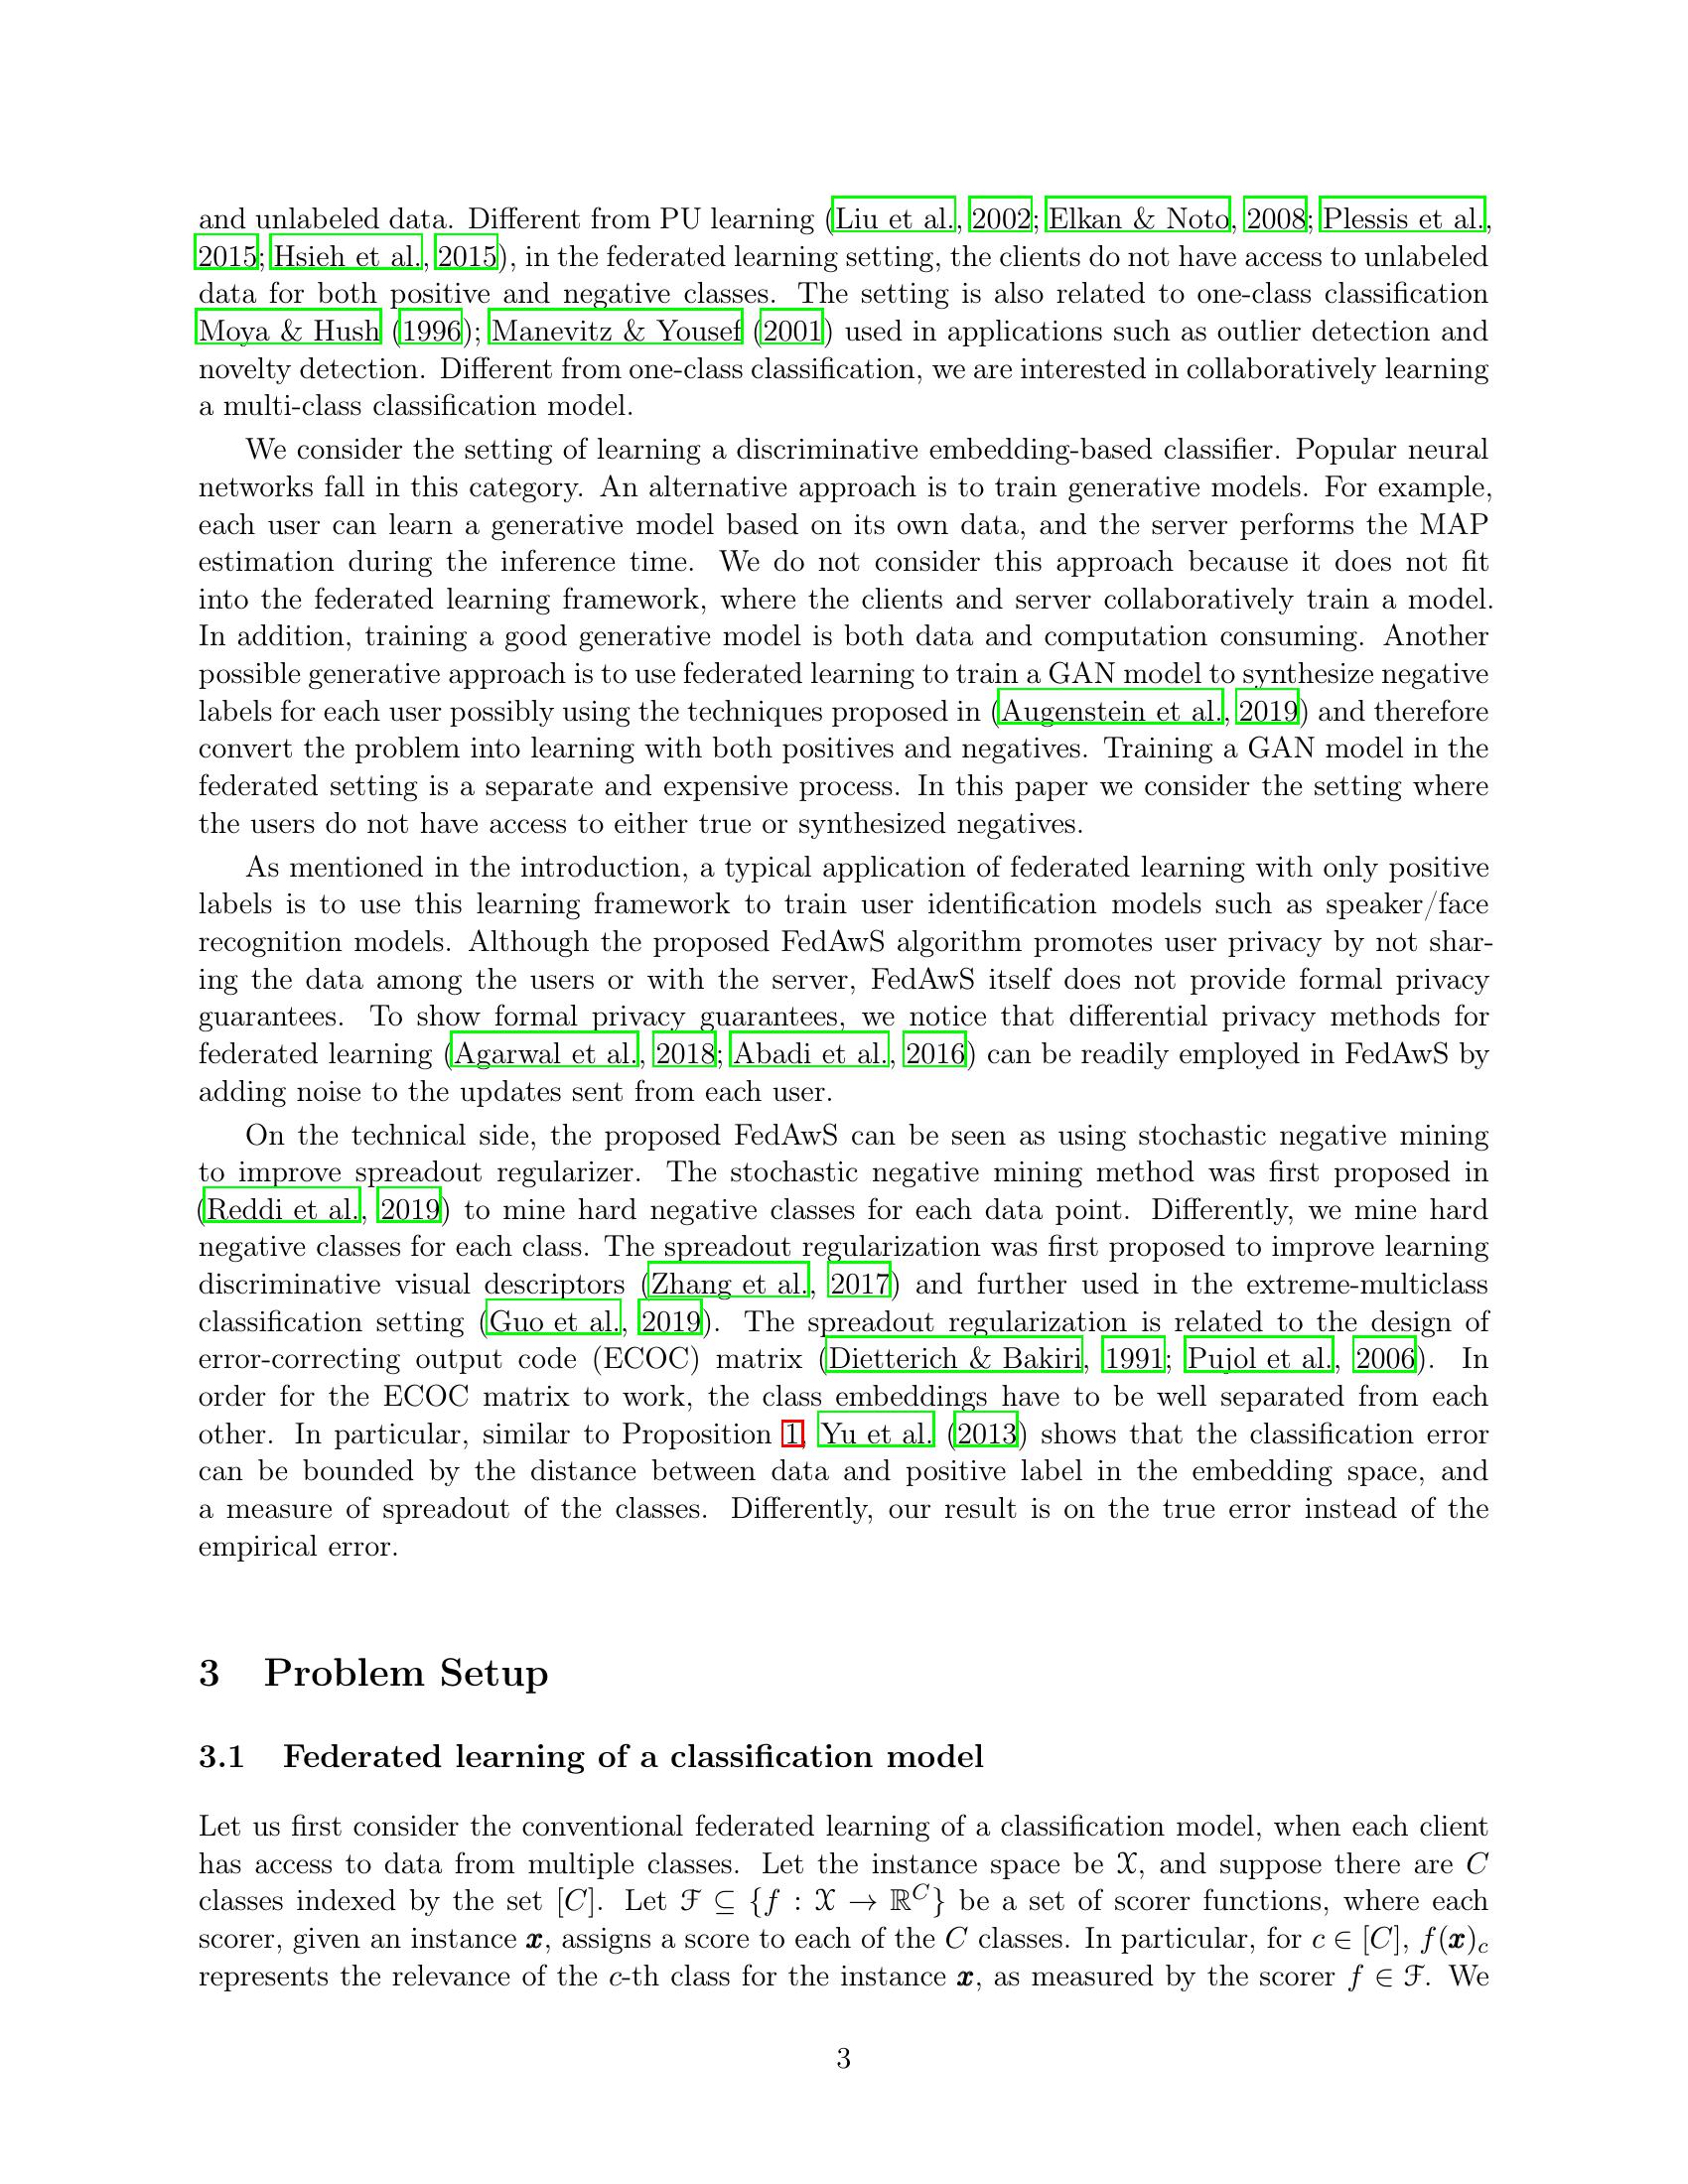 and unlabeled data. Different from PU learning (Liu et al., 2002; Elkan & Noto, 2008; Plessis et al.,
2015; Hsieh et al., 2015), in the federated learning setting, the clients do not have access to unlabeled
data for both positive and negative classes. The setting is also related to one-class classification
Moya & Hush (1996); Manevitz & Yousef (2001) used in applications such as outlier detection and
novelty detection. Different from one-class classification, we are interested in collaboratively learning
a multi-class classification model.
We consider the setting of learning a discriminative embedding-based classifier. Popular neural
networks fall in this category. An alternative approach is to train generative models. For example,
each user can learn a generative model based on its own data, and the server performs the MAP
estimation during the inference time. We do not consider this approach because it does not fit
into the federated learning framework, where the clients and server collaboratively train a model.
In addition, training a good generative model is both data and computation consuming. Another
possible generative approach is to use federated learning to train a GAN model to synthesize negative
labels for each user possibly using the techniques proposed in (Augenstein et al., 2019) and therefore
convert the problem into learning with both positives and negatives. Training a GAN model in the
federated setting is a separate and expensive process. In this paper we consider the setting where
the users do not have access to either true or synthesized negatives.
As mentioned in the introduction, a typical application of federated learning with only positive
labels is to use this learning framework to train user identification models such as speaker/face
recognition models. Although the proposed FedAwS algorithm promotes user privacy by not shar-
ing the data among the users or with the server, FedAwS itself does not provide formal privacy
guarantees. To show formal privacy guarantees, we notice that differential privacy methods for
federated learning (Agarwal et al., 2018; Abadi et al., 2016) can be readily employed in FedAwS by
adding noise to the updates sent from each user.
On the technical side, the proposed FedAwS can be seen as using stochastic negative mining
to improve spreadout regularizer. The stochastic negative mining method was first proposed in
(Reddi et al., 2019) to mine hard negative classes for each data point. Differently, we mine hard
negative classes for each class. The spreadout regularization was first proposed to improve learning
discriminative visual descriptors (Zhang et al., 2017) and further used in the extreme-multiclass
classification setting (Guo et al., 2019). The spreadout regularization is related to the design of
error-correcting output code (ECOC) matrix (Dietterich & Bakiri, 1991; Pujol et al., 2006). In
order for the ECOC matrix to work, the class embeddings have to be well separated from each
other. In particular, similar to Proposition 1, Yu et al. (2013) shows that the classification error
can be bounded by the distance between data and positive label in the embedding space, and
a measure of spreadout of the classes. Differently, our result is on the true error instead of the
empirical error.
3 Problem Setup
3.1 Federated learning of a classification model
Let us first consider the conventional federated learning of a classification model, when each client
has access to data from multiple classes. Let the instance space be 𝒳, and suppose there are C
classes indexed by the set [C]. Let ℱ ⊆ {f : 𝒳 → ℝ^C} be a set of scorer functions, where each
scorer, given an instance x, assigns a score to each of the C classes. In particular, for c ∈ [C], f(x)_c
represents the relevance of the c-th class for the instance x, as measured by the scorer f ∈ ℱ. We
3